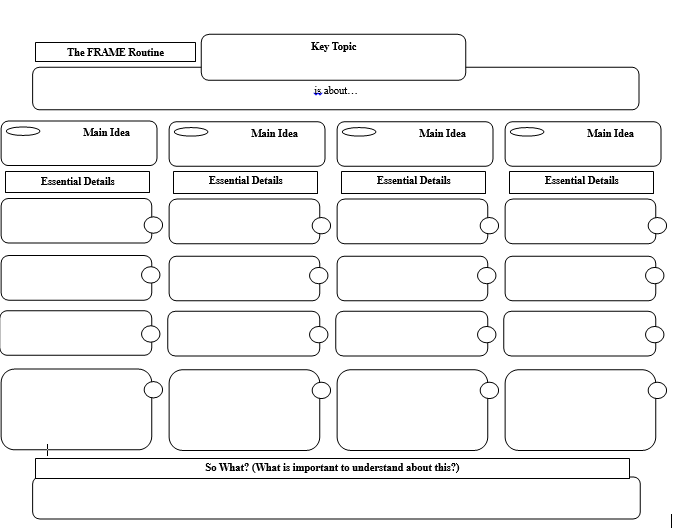 Key Topic
The FRAME Routine
is about…
Main Idea
Main Idea
Main Idea
Main Idea
Essential Details
Essential Details
Essential Details
Essential Details
So What? (What is important to understand about this?)